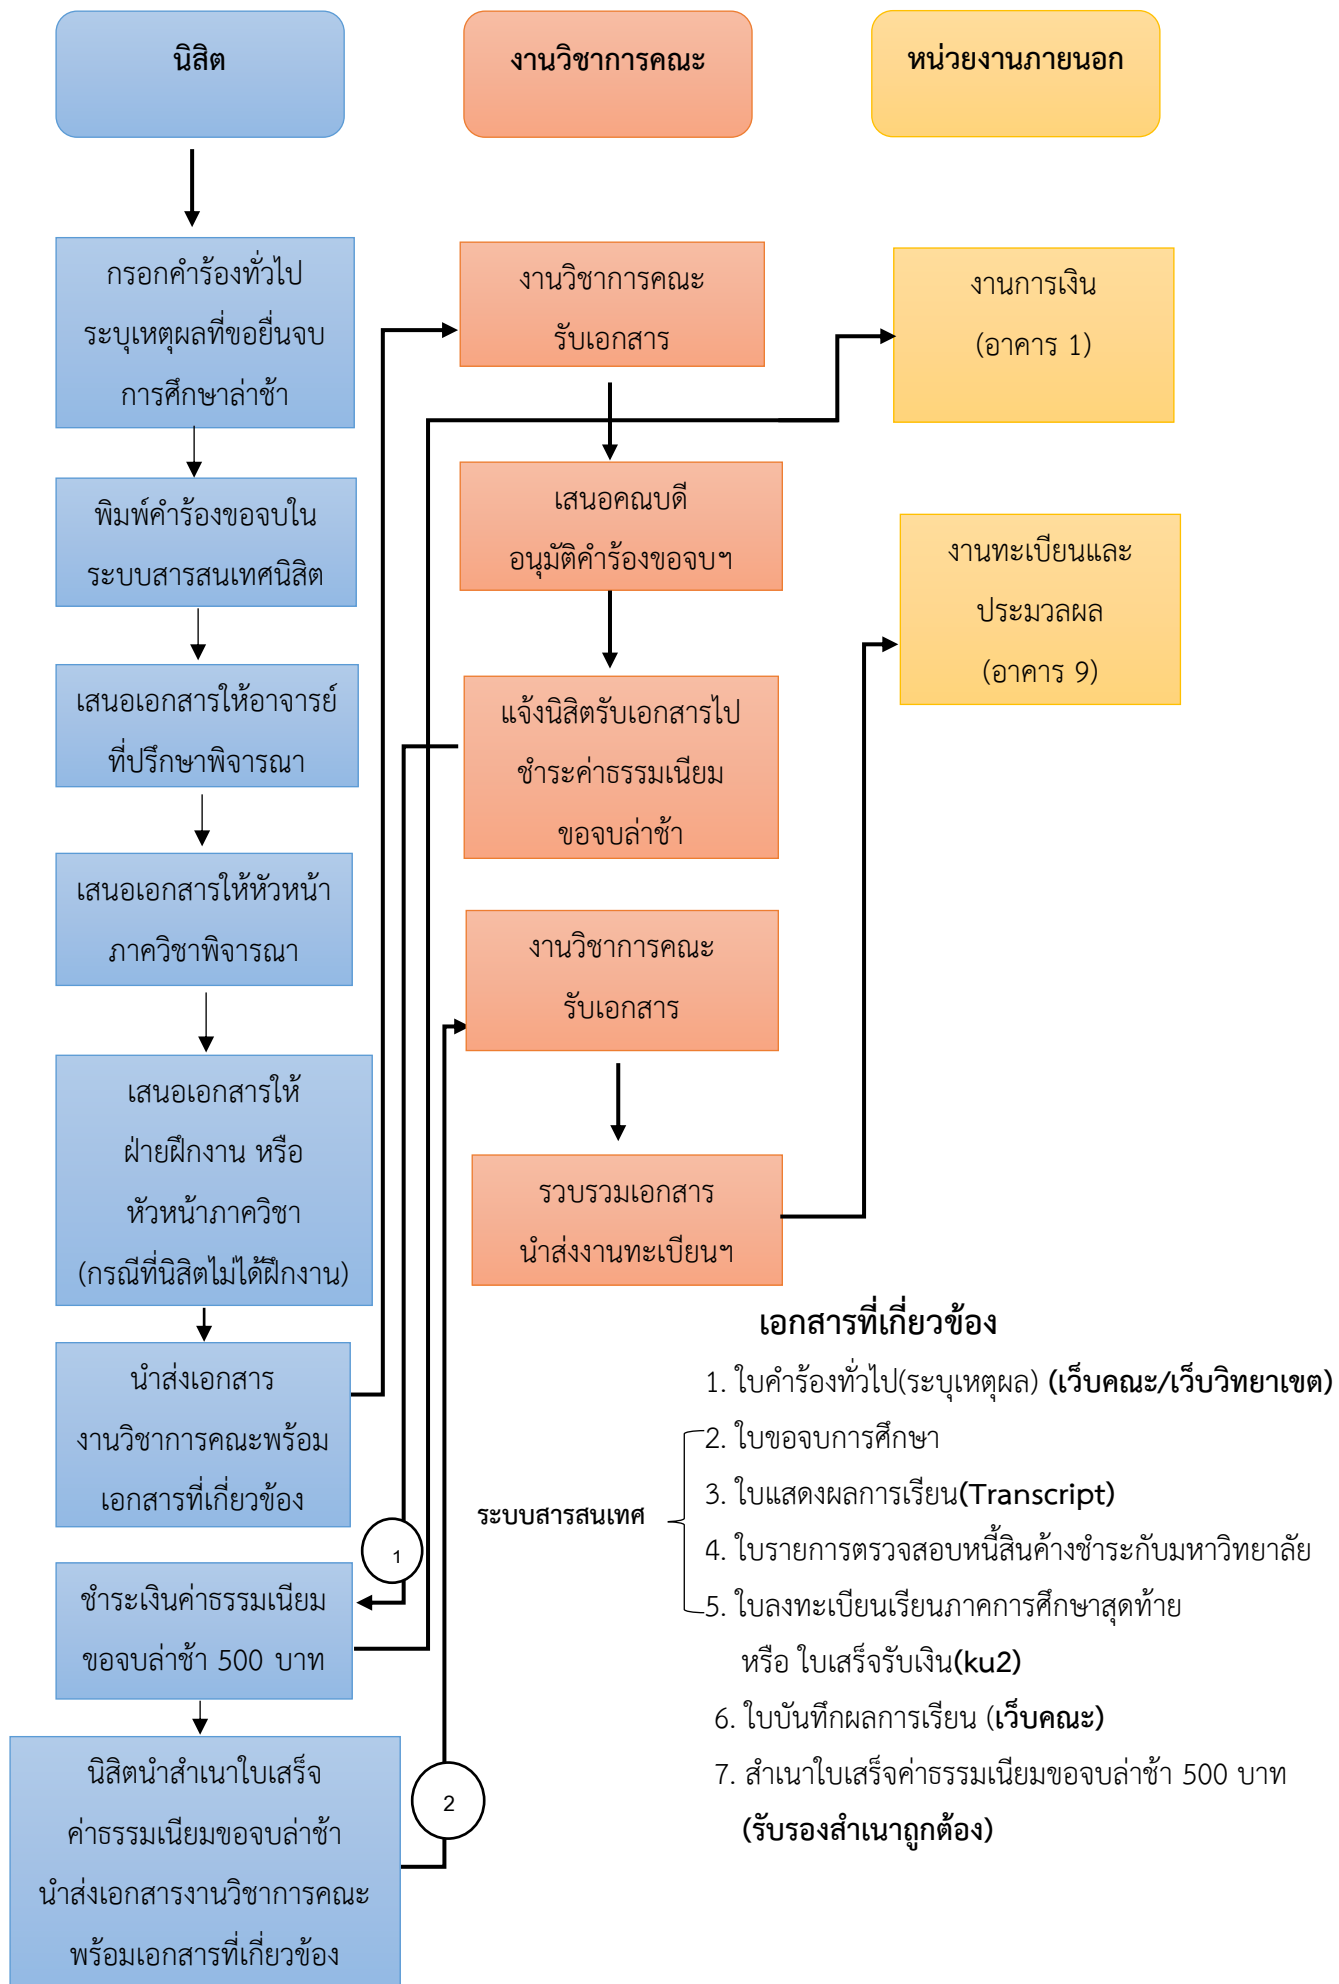 นิสิต
งานวิชาการคณะ
หน่วยงานภายนอก
กรอกคำร้องทั่วไป
ระบุเหตุผลที่ขอยื่นจบ
การศึกษาล่าช้า
พิมพ์คำร้องขอจบใน
ระบบสารสนเทศนิสิต
เสนอเอกสารให้อาจารย์
ที่ปรึกษาพิจารณา
เสนอเอกสารให้หัวหน้า
ภาควิชาพิจารณา
เสนอเอกสารให้
ฝ่ายฝึกงาน หรือ
หัวหน้าภาควิชา
(กรณีที่นิสิตไม่ได้ฝึกงาน)
นำส่งเอกสาร
งานวิชาการคณะพร้อม
เอกสารที่เกี่ยวข้อง
1
ชำระเงินค่าธรรมเนียม
ขอจบล่าช้า 500 บาท
นิสิตนำสำเนาใบเสร็จ
ค่าธรรมเนียมขอจบล่าช้า
นำส่งเอกสารงานวิชาการคณะ
พร้อมเอกสารที่เกี่ยวข้อง
2
งานวิชาการคณะ
รับเอกสาร
เสนอคณบดี
อนุมัติคำร้องขอจบฯ
แจ้งนิสิตรับเอกสารไป
ชำระค่าธรรมเนียม
ขอจบล่าช้า
งานวิชาการคณะ
รับเอกสาร
รวบรวมเอกสาร
นำส่งงานทะเบียนฯ
งานการเงิน
(อาคาร 1)
งานทะเบียนและ
ประมวลผล
(อาคาร 9)
เอกสารที่เกี่ยวข้อง
1. ใบคำร้องทั่วไป(ระบุเหตุผล) (เว็บคณะ/เว็บวิทยาเขต)
2. ใบขอจบการศึกษา
3. ใบแสดงผลการเรียน(Transcript)
ระบบสารสนเทศ
4. ใบรายการตรวจสอบหนี้สินค้างชำระกับมหาวิทยาลัย
5. ใบลงทะเบียนเรียนภาคการศึกษาสุดท้าย
หรือ ใบเสร็จรับเงิน(ku2)
6. ใบบันทึกผลการเรียน (เว็บคณะ)
7. สำเนาใบเสร็จค่าธรรมเนียมขอจบล่าช้า 500 บาท
(รับรองสำเนาถูกต้อง)